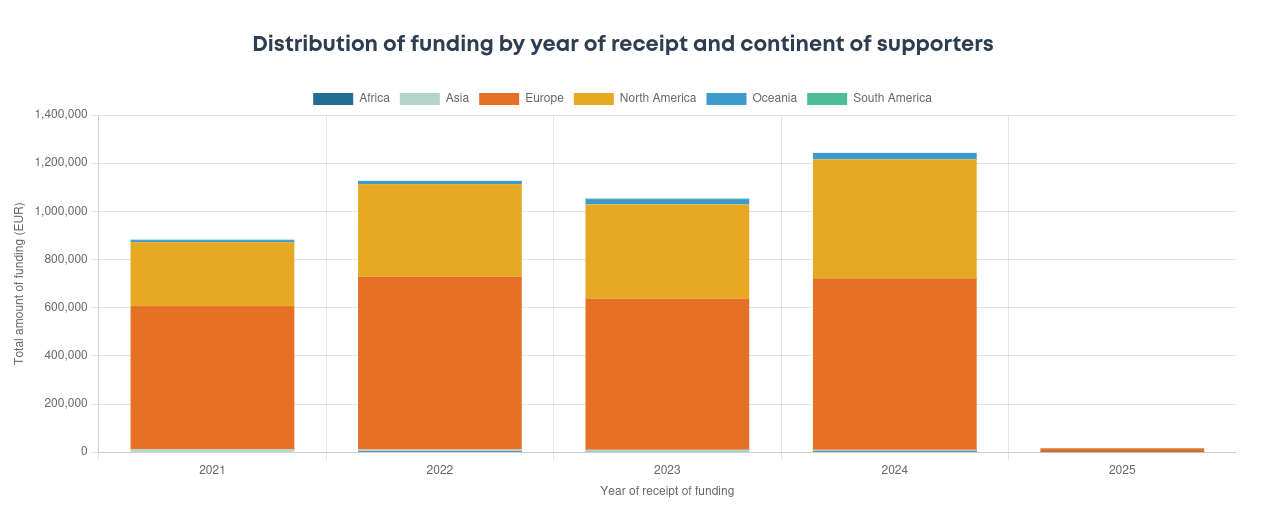 Distribution of funding by year of receipt and continent of supporters
Africa Asia Europe North America Oceania South America
1,400,000
1,200,000
1,000,000
800,000
600,000
400,000
200,000
0
Total amount of funding (EUR)
2021 2022 2023 2024 2025
Year of receipt of funding